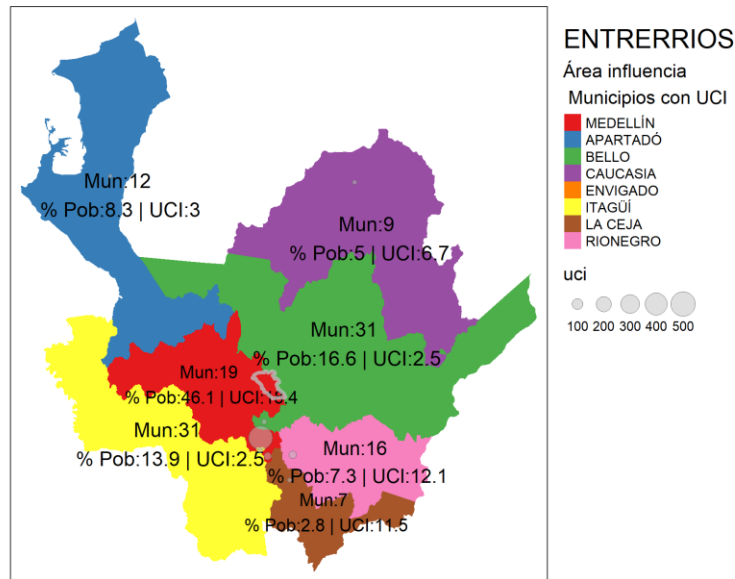 ENTRERRIOS
Área influencia
Municipios con UCI
MEDELLÍN
APARTADÓ
BELLO
CAUCASIA
ENVIGADO
ITAGÜÍ
LA CEJA
RIONEGRO
uci
100 200 300 400 500
Mun:12
% Pob:8.3 | UCI:3
Mun:9
% Pob:5 | UCI:6.7
Mun:31
% Pob:16.6 | UCI:2.5
Mun:19
% Pob:46.1 | UCI:
Mun:31
% Pob:13.9 | UCI:2.5
Mun:16
% Pob:7.3 | UCI:12.1
Mun:7
% Pob:2.8 | UCI:11.5